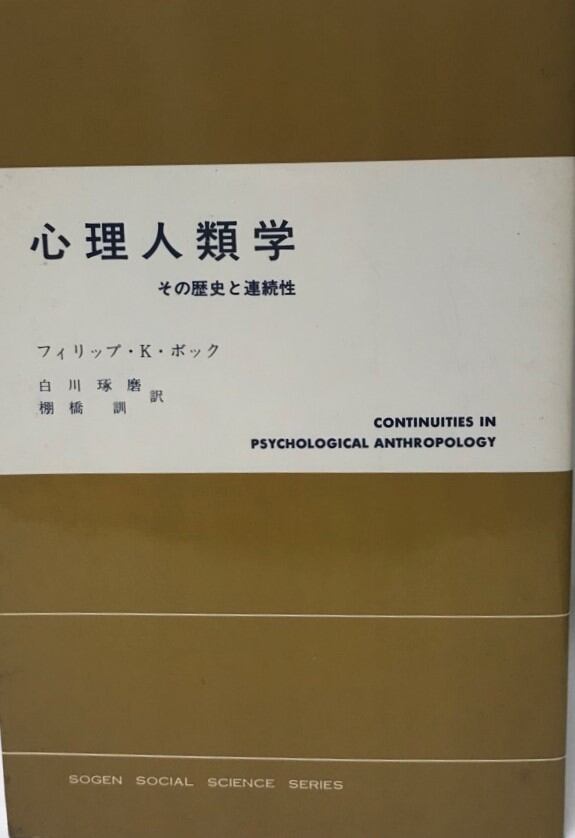 心理人類学
その歴史と連続性
フィリップ・K・ボック
白川琢磨
棚橋 訓
訳
CONTINUITIES IN
PSYCHOLOGICAL ANTHROPOLOGY
SOGEN SOCIAL SCIENCE SERIES